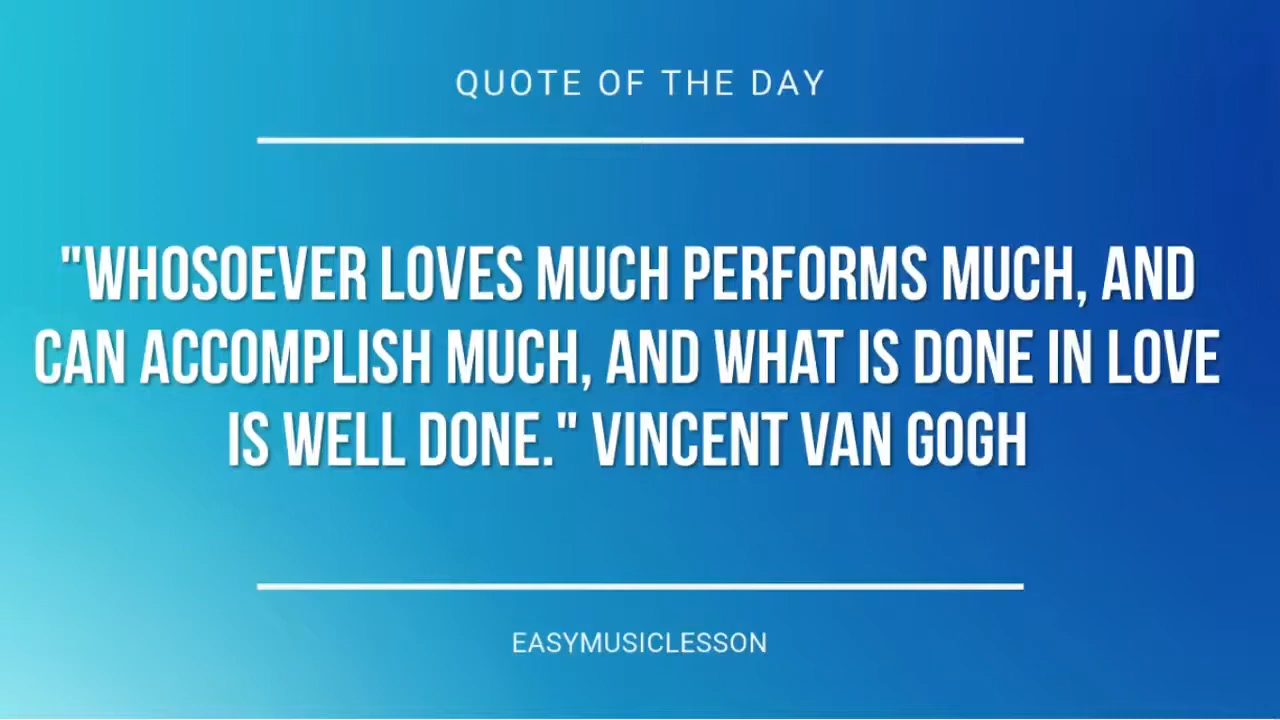 QUOTE OF THE DAY
"WHOSOEVER LOVES MUCH PERFORMS MUCH, AND
CAN ACCOMPLISH MUCH, AND WHAT IS DONE IN LOVE
IS WELL DONE." VINCENT VAN GOGH
EASYMUSICLESSON